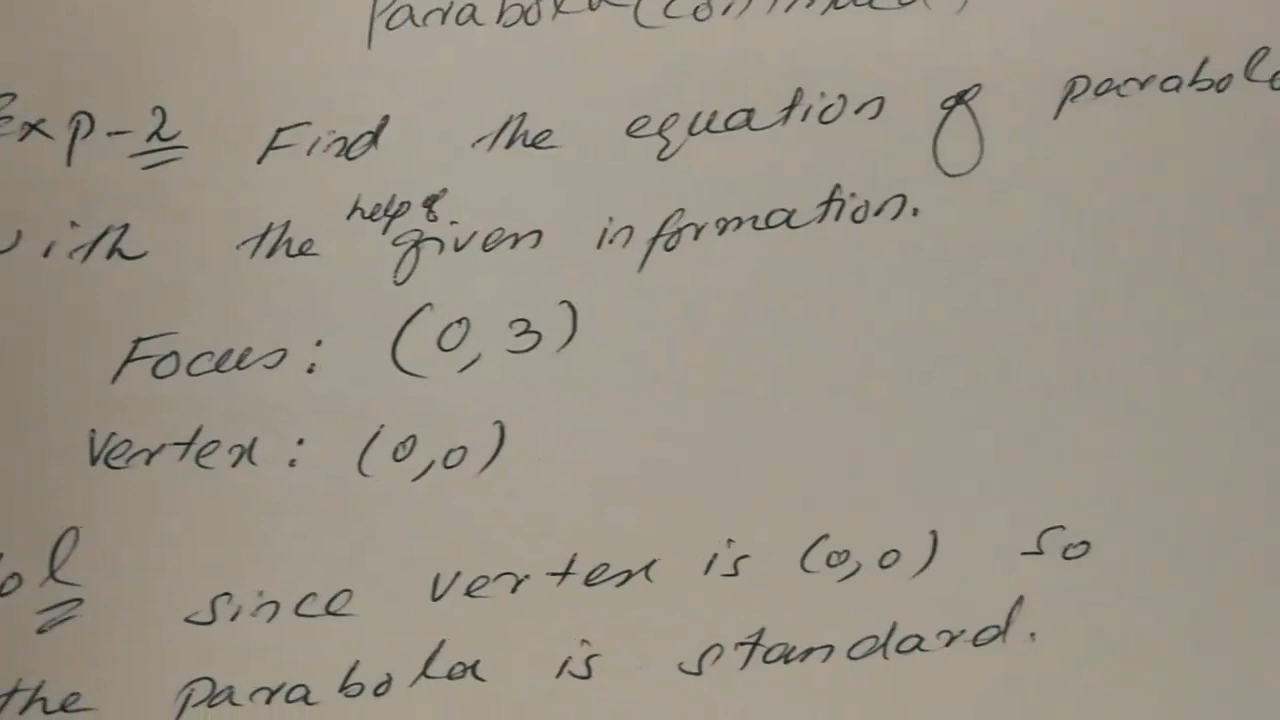 Parabola (Continued)
Exp-2 Find the equation of parabola
with the help of given information.
Focus: (0,3)
Vertex: (0,0)
Sol since vertex is (0,0) so
the parabola is standard.